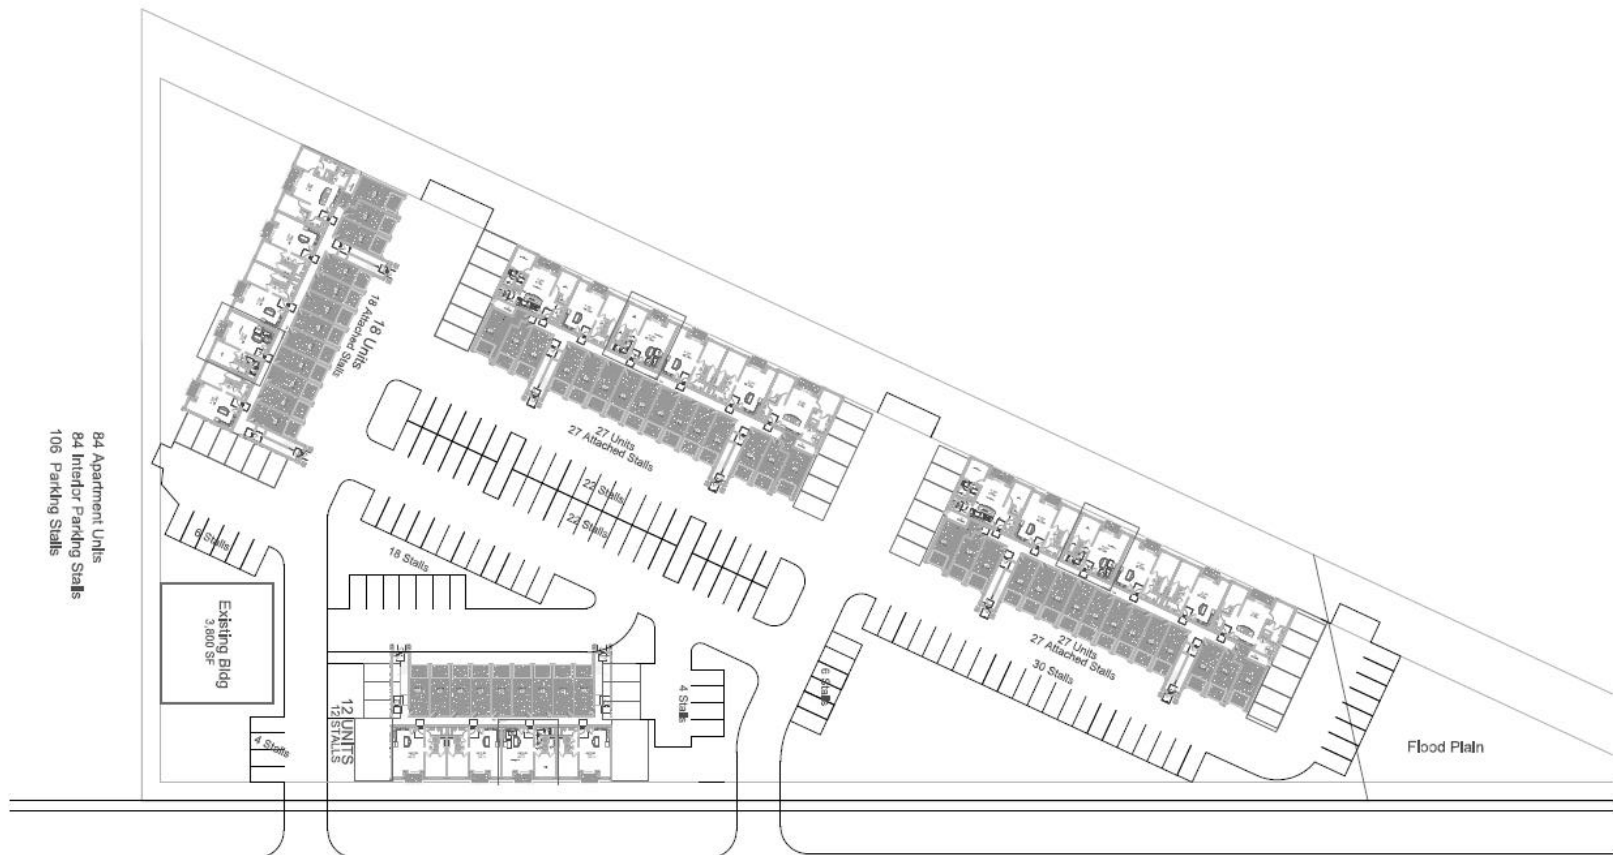 84 Apartment Units
84 Interior Parking Stalls
106 Parking Stalls
18 Units
18 Attached Stalls
27 Units
27 Attached Stalls
22 Stalls
22 Stalls
18 Stalls
6 Stalls
Existing Bldg
3,800 SF
4 Stalls
12 UNITS
12 STALLS
4 Stalls
6 Stalls
27 Units
27 Attached Stalls
30 Stalls
Flood Plain